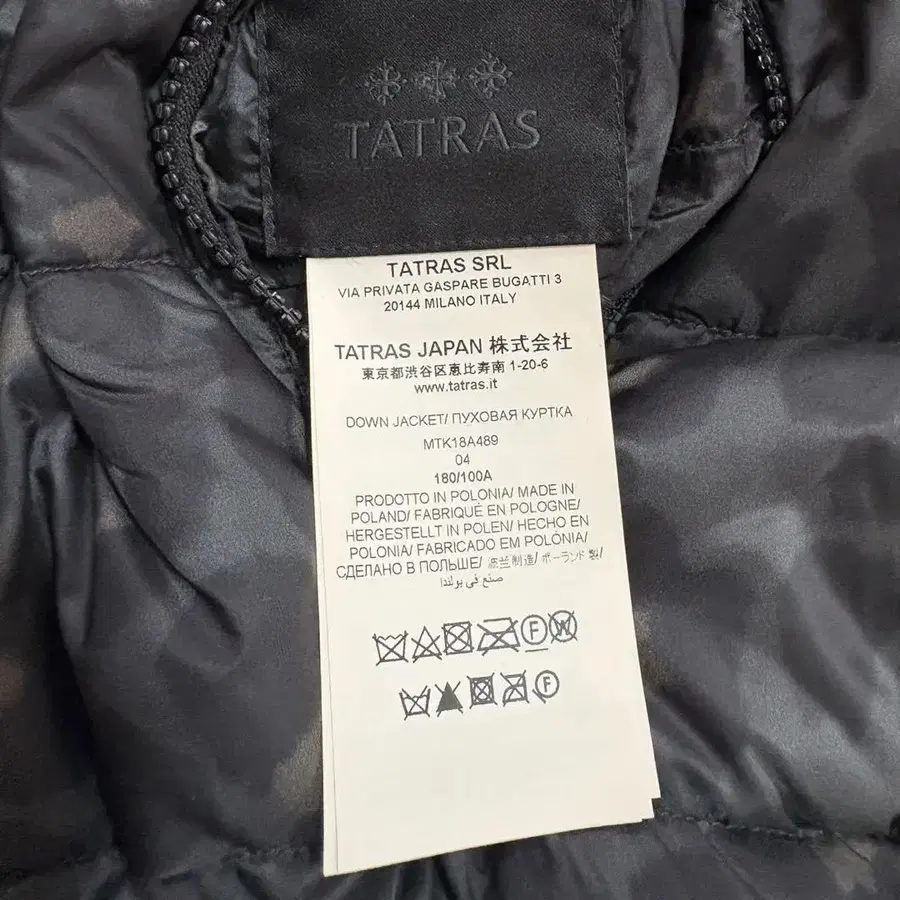 TATRAS
TATRAS SRL
VIA PRIVATA GASPARE BUGATTI 3
20144 MILANO ITALY
TATRAS JAPAN 株式会社
東京都渋谷区恵比寿南 1-20-6
www.tatras.it
DOWN JACKET/ ПУХОВАЯ КУРТКА
MTK18A489
04
180/100A
PRODOTTO IN POLONIA/ MADE IN
POLAND/ FABRIQUÉ EN POLOGNE/
HERGESTELLT IN POLEN/ HECHO EN
POLONIA/ FABRICADO EM POLÓNIA/
СДЕЛАНО В ПОЛЬШЕ/ 波兰制造/ ポーランド製/
صنع في بولندا
F W
F